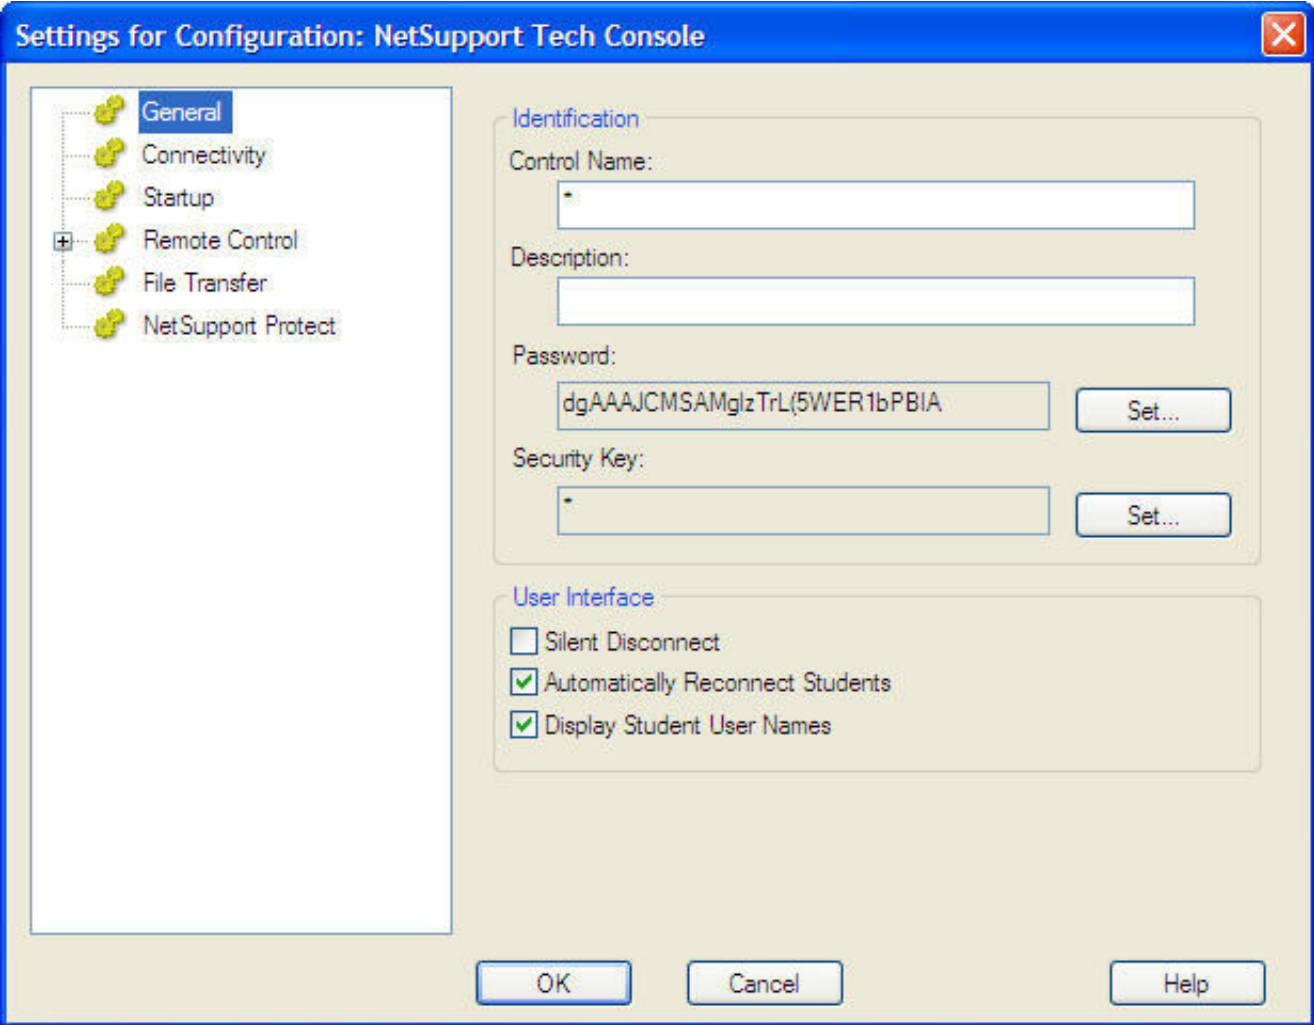 Settings for Configuration: NetSupport Tech Console
General
Connectivity
Startup
Remote Control
File Transfer
NetSupport Protect
Identification
Control Name:
*
Description:
Password:
dgAAAJCMSAMglzTrL(5WER1bPBIA
Set...
Security Key:
*
Set...
User Interface
Silent Disconnect
Automatically Reconnect Students
Display Student User Names
OK
Cancel
Help